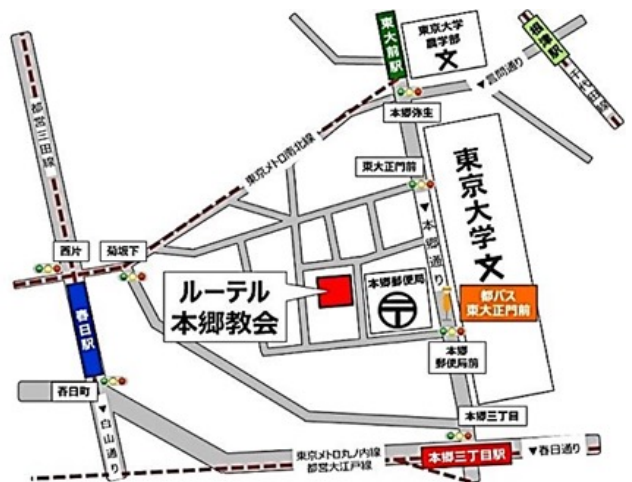 東大前駅
東京大学
農学部
文
根津駅
千代田線
▼言問通り
本郷弥生
都営三田線
東京メトロ南北線
東大正門前
東京大学
文
▼本郷通り
西片
菊坂下
ルーテル
本郷教会
本郷郵便局
〒
都バス
東大正門前
春日駅
本郷
郵便局前
春日町
▼白山通り
本郷三丁目
東京メトロ丸ノ内線
都営大江戸線
本郷三丁目駅
▼春日通り